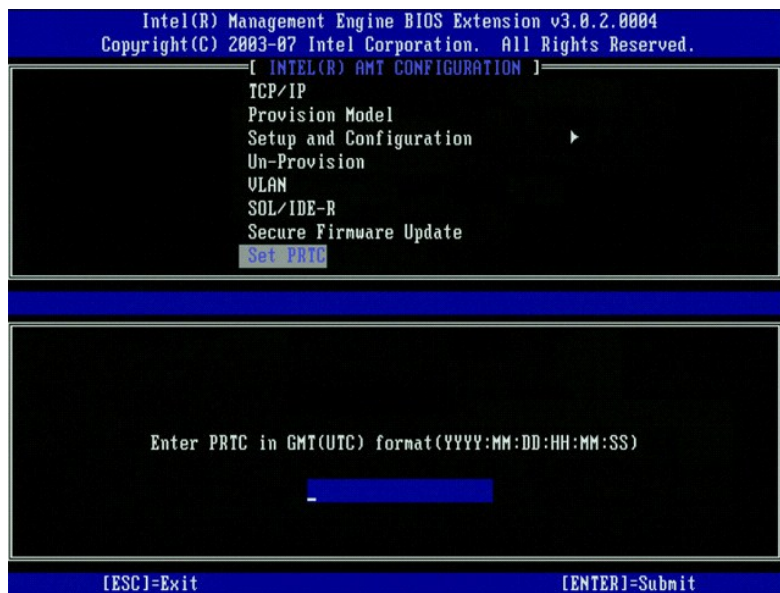 Intel(R) Management Engine BIOS Extension v3.0.2.0004
Copyright(C) 2003-07 Intel Corporation. All Rights Reserved.
[ INTEL(R) AMT CONFIGURATION ]
TCP/IP
Provision Model
Setup and Configuration
Un-Provision
VLAN
SOL/IDE-R
Secure Firmware Update
Set PRTC
Enter PRTC in GMT(UTC) format(YYYY:MM:DD:HH:MM:SS)
[ESC]=Exit [ENTER]=Submit